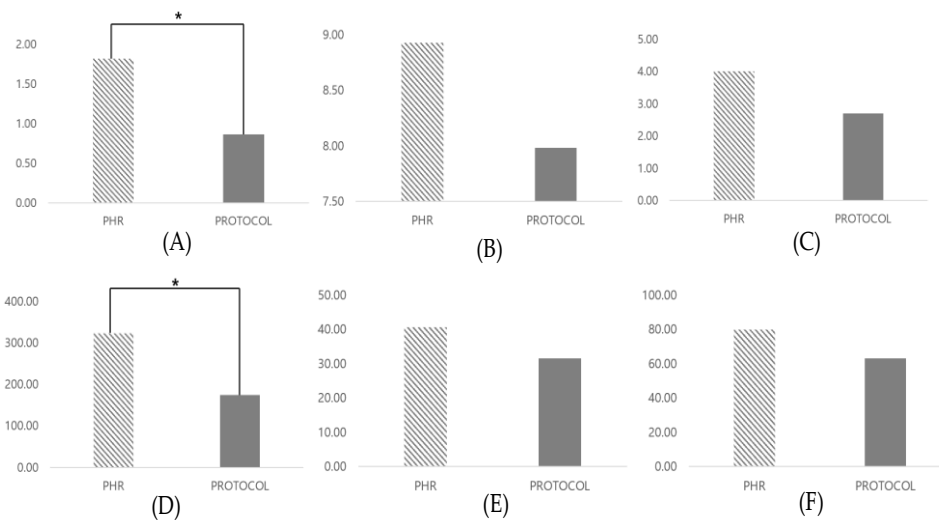 *
2.00
1.50
1.00
0.50
0.00
PHR PROTOCOL
(A)
9.00
8.50
8.00
7.50
PHR PROTOCOL
(B)
5.00
4.00
3.00
2.00
1.00
0.00
PHR PROTOCOL
(C)
*
400.00
300.00
200.00
100.00
0.00
PHR PROTOCOL
(D)
50.00
40.00
30.00
20.00
10.00
0.00
PHR PROTOCOL
(E)
100.00
80.00
60.00
40.00
20.00
0.00
PHR PROTOCOL
(F)